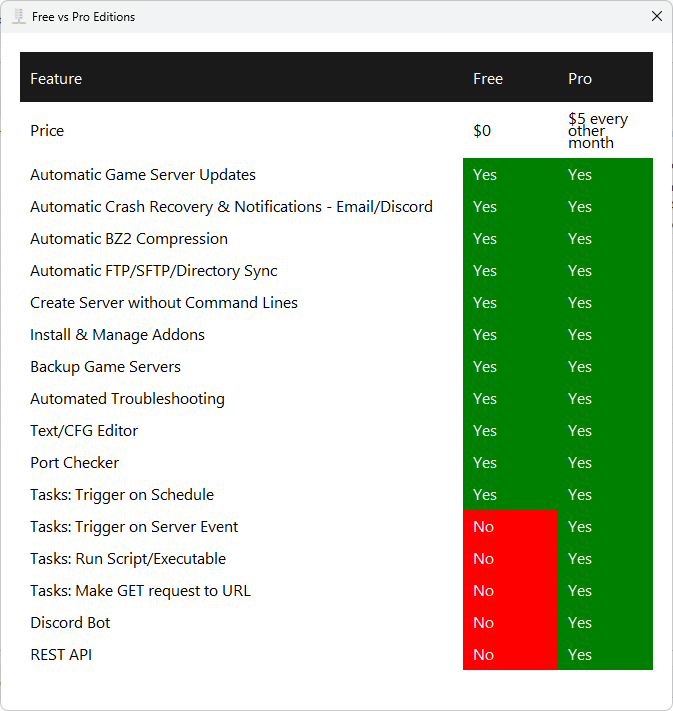 Free vs Pro Editions
Feature Free Pro
Price $0 $5 every
other
month
Automatic Game Server Updates Yes Yes
Automatic Crash Recovery & Notifications - Email/Discord Yes Yes
Automatic BZ2 Compression Yes Yes
Automatic FTP/SFTP/Directory Sync Yes Yes
Create Server without Command Lines Yes Yes
Install & Manage Addons Yes Yes
Backup Game Servers Yes Yes
Automated Troubleshooting Yes Yes
Text/CFG Editor Yes Yes
Port Checker Yes Yes
Tasks: Trigger on Schedule Yes Yes
Tasks: Trigger on Server Event No Yes
Tasks: Run Script/Executable No Yes
Tasks: Make GET request to URL No Yes
Discord Bot No Yes
REST API No Yes